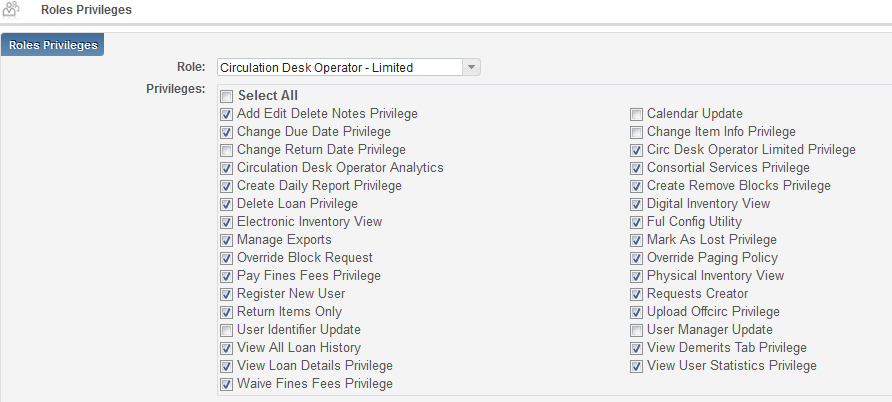 Roles Privileges
Roles Privileges
Role: Circulation Desk Operator - Limited
Privileges: Select All
Add Edit Delete Notes Privilege Calendar Update
Change Due Date Privilege Change Item Info Privilege
Change Return Date Privilege Circ Desk Operator Limited Privilege
Circulation Desk Operator Analytics Consortial Services Privilege
Create Daily Report Privilege Create Remove Blocks Privilege
Delete Loan Privilege Digital Inventory View
Electronic Inventory View Ful Config Utility
Manage Exports Mark As Lost Privilege
Override Block Request Override Paging Policy
Pay Fines Fees Privilege Physical Inventory View
Register New User Requests Creator
Return Items Only Upload Offcirc Privilege
User Identifier Update User Manager Update
View All Loan History View Demerits Tab Privilege
View Loan Details Privilege View User Statistics Privilege
Waive Fines Fees Privilege